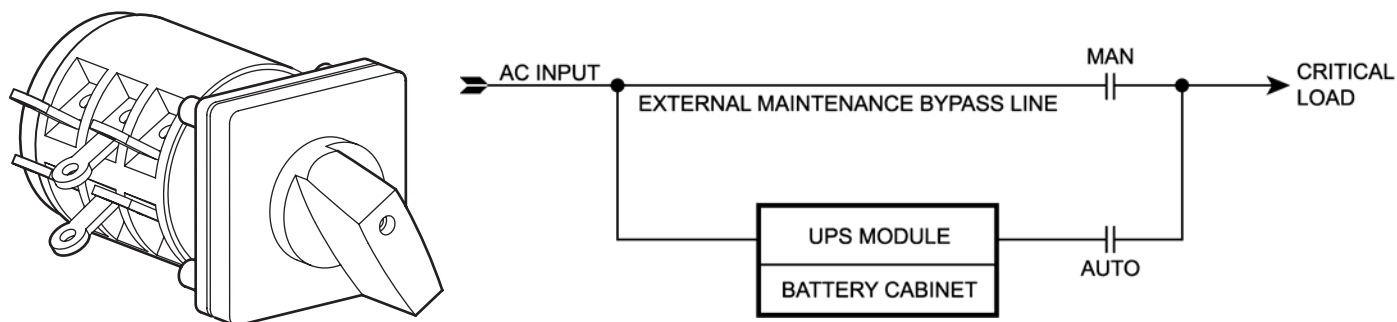 MAN
AC INPUT
CRITICAL
LOAD
EXTERNAL MAINTENANCE BYPASS LINE
UPS MODULE
AUTO
BATTERY CABINET